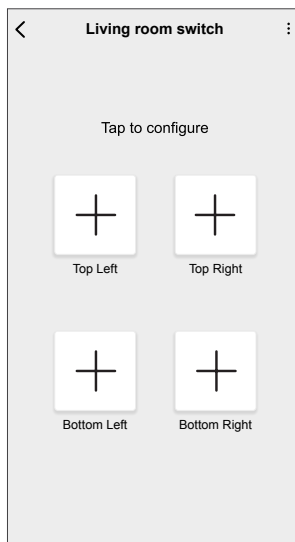 Living room switch
Tap to configure
Top Left
Top Right
Bottom Left
Bottom Right